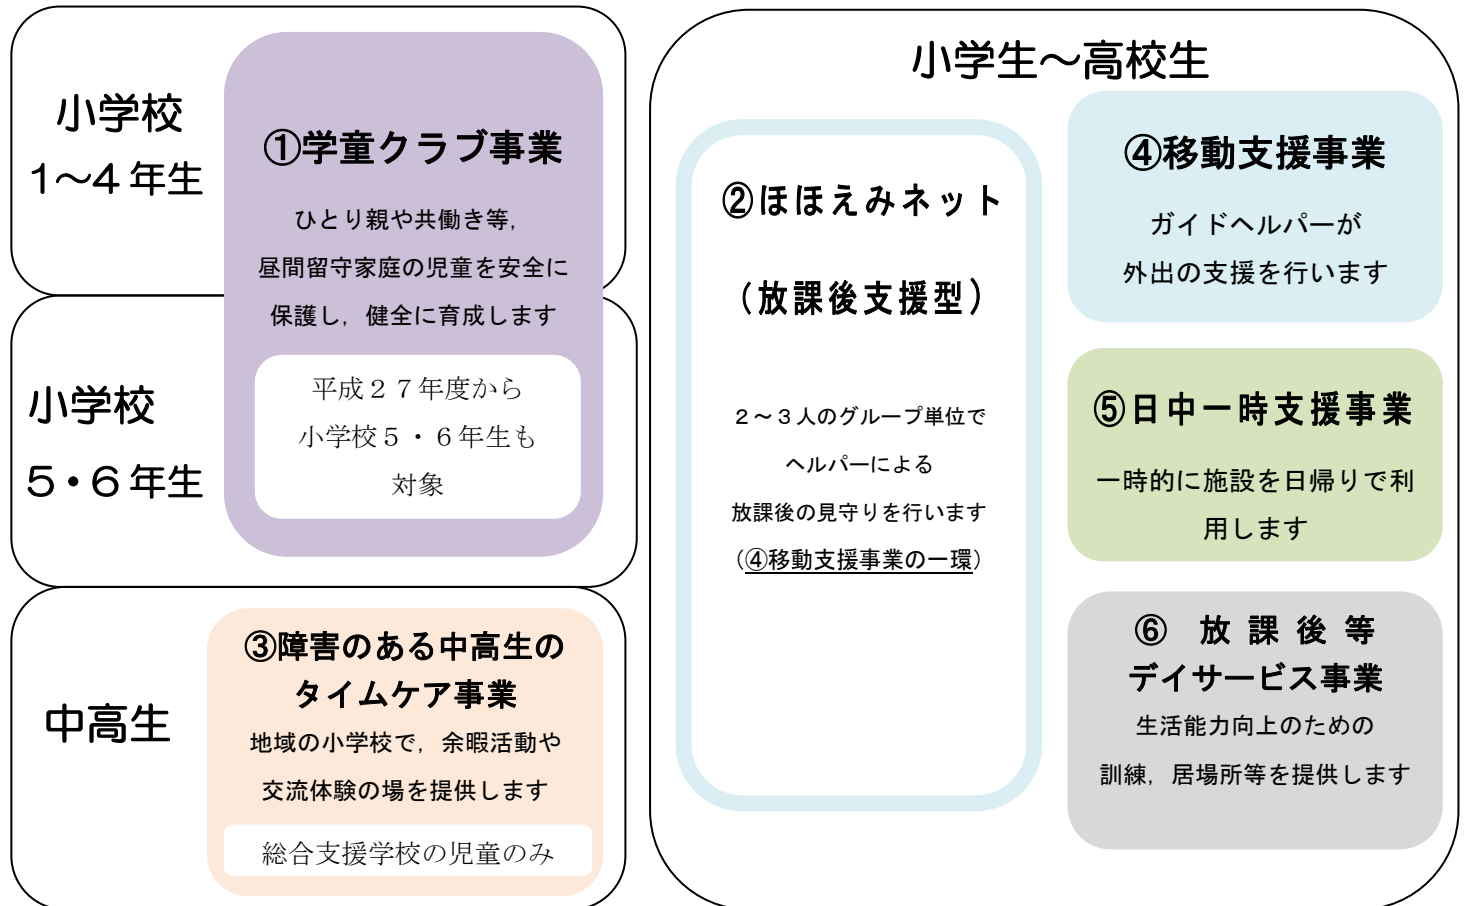 小学校
1～4年生
①学童クラブ事業
ひとり親や共働き等，
昼間留守家庭の児童を安全に
保護し，健全に育成します
平成２７年度から
小学校５・６年生も
対象
小学校
5・6年生
中高生
③障害のある中高生の
タイムケア事業
地域の小学校で，余暇活動や
交流体験の場を提供します
総合支援学校の児童のみ
小学生～高校生
②ほほえみネット
（放課後支援型）
２～３人のグループ単位で
ヘルパーによる
放課後の見守りを行います
（④移動支援事業の一環）
④移動支援事業
ガイドヘルパーが
外出の支援を行います
⑤日中一時支援事業
一時的に施設を日帰りで利
用します
⑥　放課後等
デイサービス事業
生活能力向上のための
訓練，居場所等を提供します